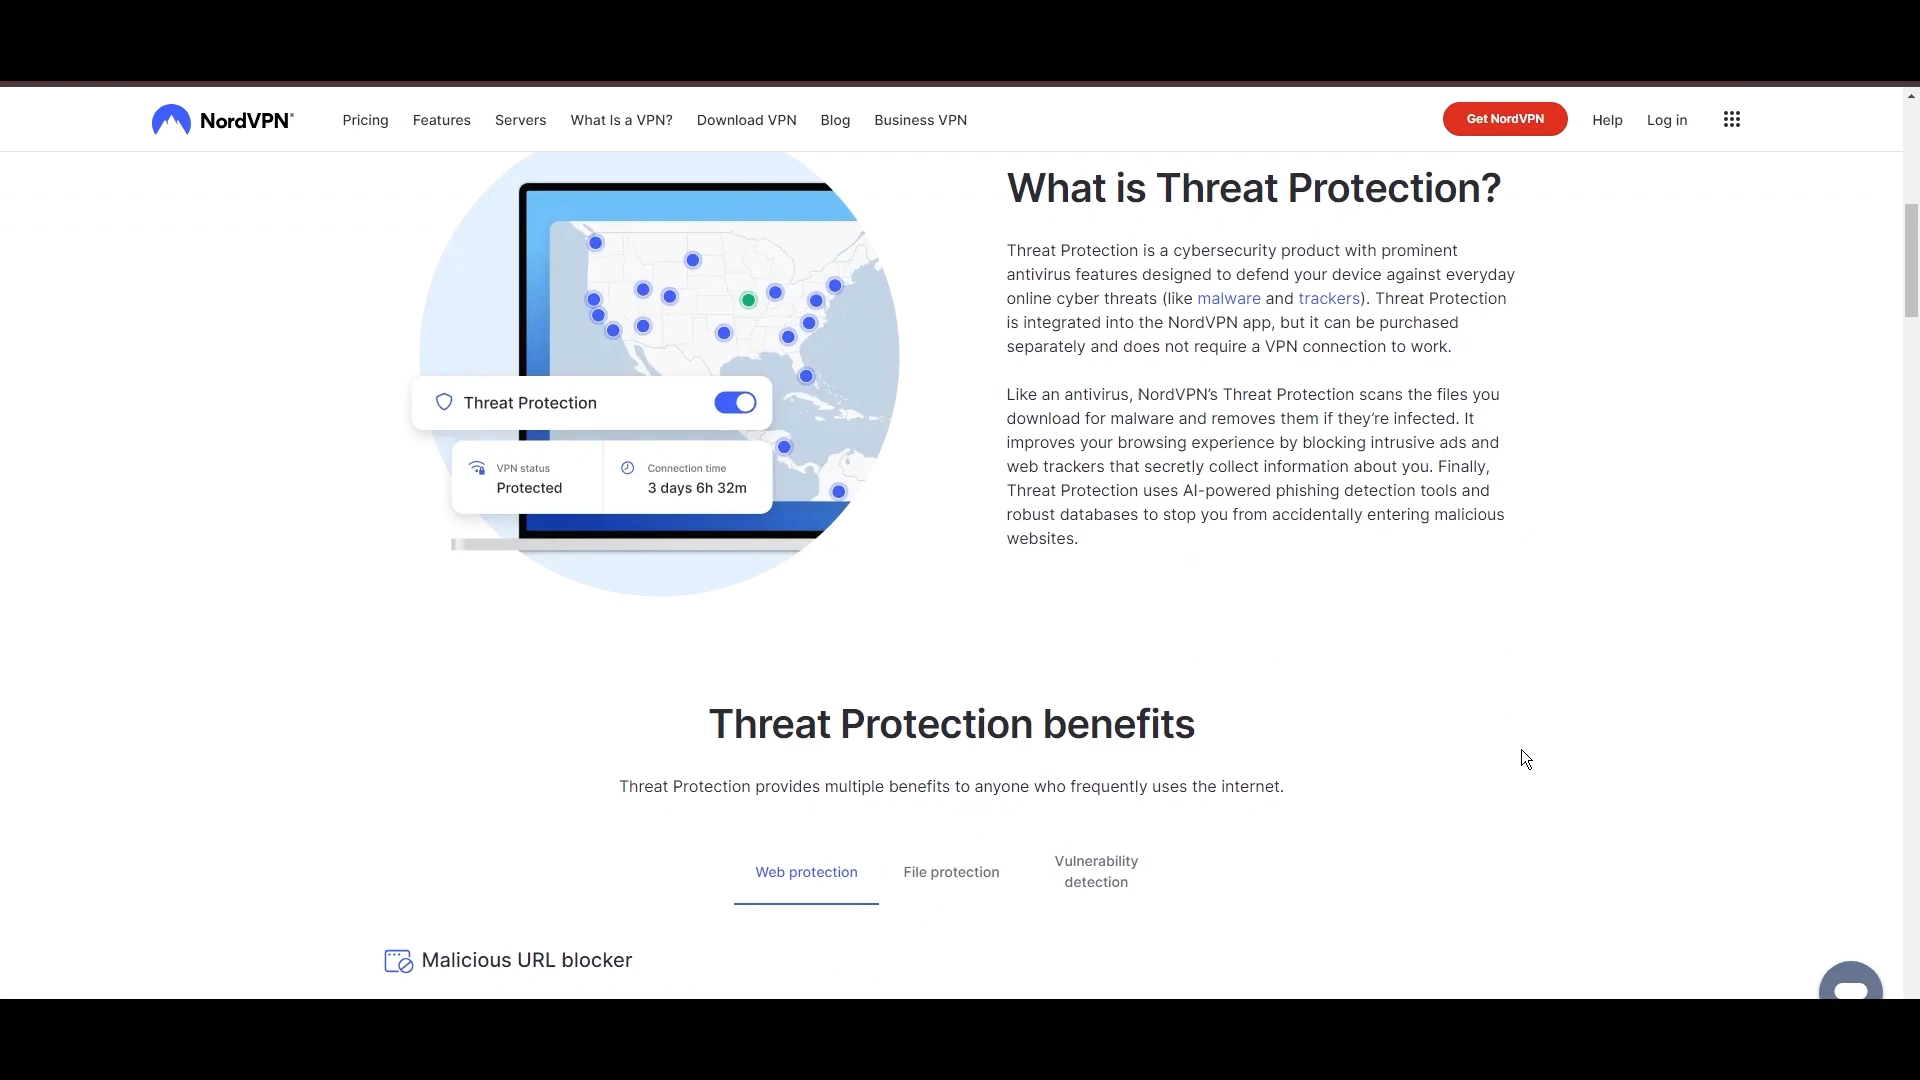 NordVPN®
Pricing
Features
Servers
What Is a VPN?
Download VPN
Blog
Business VPN
Get NordVPN
Help
Log in
What is Threat Protection?
Threat Protection is a cybersecurity product with prominent
antivirus features designed to defend your device against everyday
online cyber threats (like malware and trackers). Threat Protection
is integrated into the NordVPN app, but it can be purchased
separately and does not require a VPN connection to work.
Like an antivirus, NordVPN’s Threat Protection scans the files you
download for malware and removes them if they’re infected. It
improves your browsing experience by blocking intrusive ads and
web trackers that secretly collect information about you. Finally,
Threat Protection uses AI-powered phishing detection tools and
robust databases to stop you from accidentally entering malicious
websites.
Threat Protection
VPN status
Protected
Connection time
3 days 6h 32m
Threat Protection benefits
Threat Protection provides multiple benefits to anyone who frequently uses the internet.
Web protection
File protection
Vulnerability
detection
Malicious URL blocker